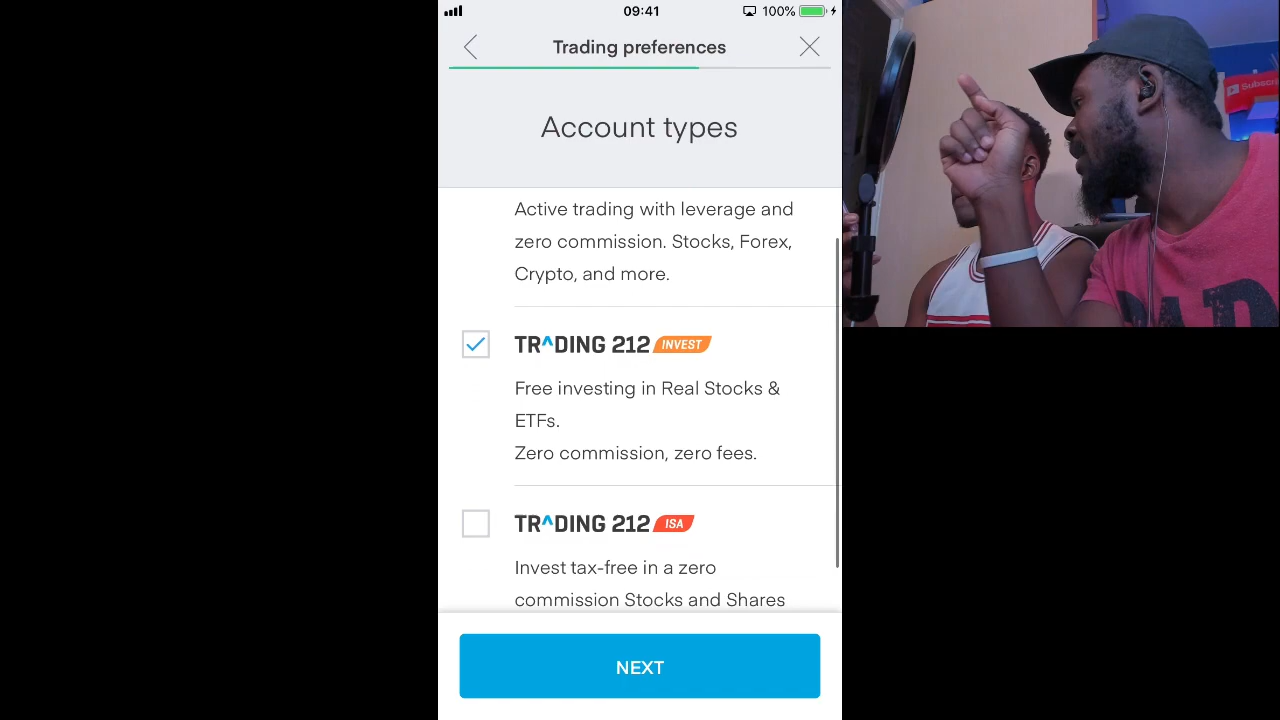 09:41
100%
Trading preferences
Account types
Active trading with leverage and
zero commission. Stocks, Forex,
Crypto, and more.
TR^DING 212 INVEST
Free investing in Real Stocks &
ETFs.
Zero commission, zero fees.
TR^DING 212 ISA
Invest tax-free in a zero
commission Stocks and Shares
NEXT